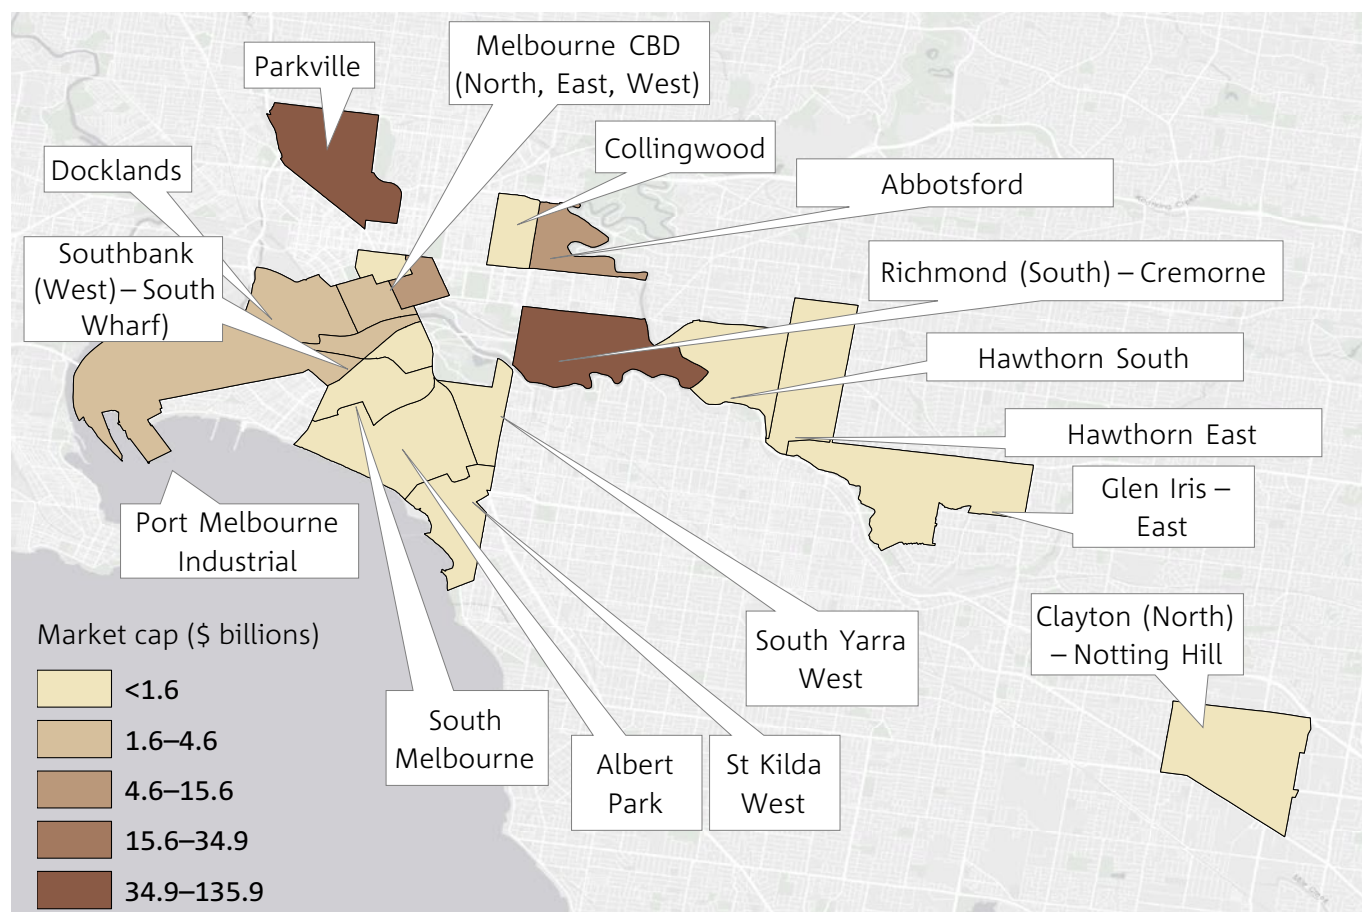 Parkville
Melbourne CBD
(North, East, West)
Collingwood
Docklands
Abbotsford
Southbank
(West) – South
Wharf)
Richmond (South) – Cremorne
Hawthorn South
Hawthorn East
Glen Iris –
East
Port Melbourne
Industrial
Clayton (North)
– Notting Hill
South Yarra
West
South
Melbourne
Albert
Park
St Kilda
West
Market cap ($ billions)
<1.6
1.6–4.6
4.6–15.6
15.6–34.9
34.9–135.9